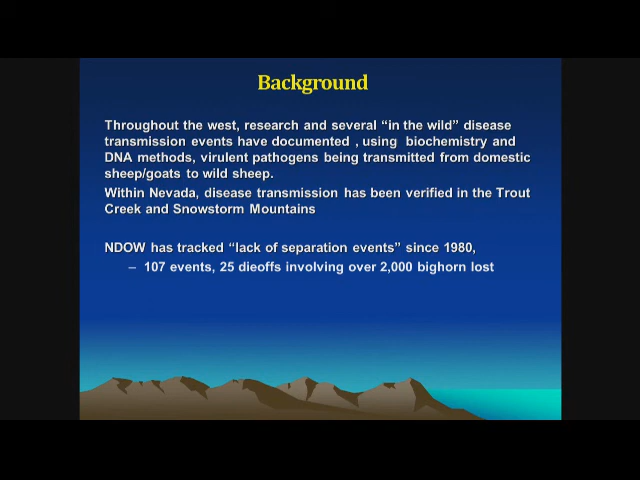 Background
Throughout the west, research and several “in the wild” disease
transmission events have documented , using biochemistry and
DNA methods, virulent pathogens being transmitted from domestic
sheep/goats to wild sheep.
Within Nevada, disease transmission has been verified in the Trout
Creek and Snowstorm Mountains
NDOW has tracked “lack of separation events” since 1980,
– 107 events, 25 dieoffs involving over 2,000 bighorn lost